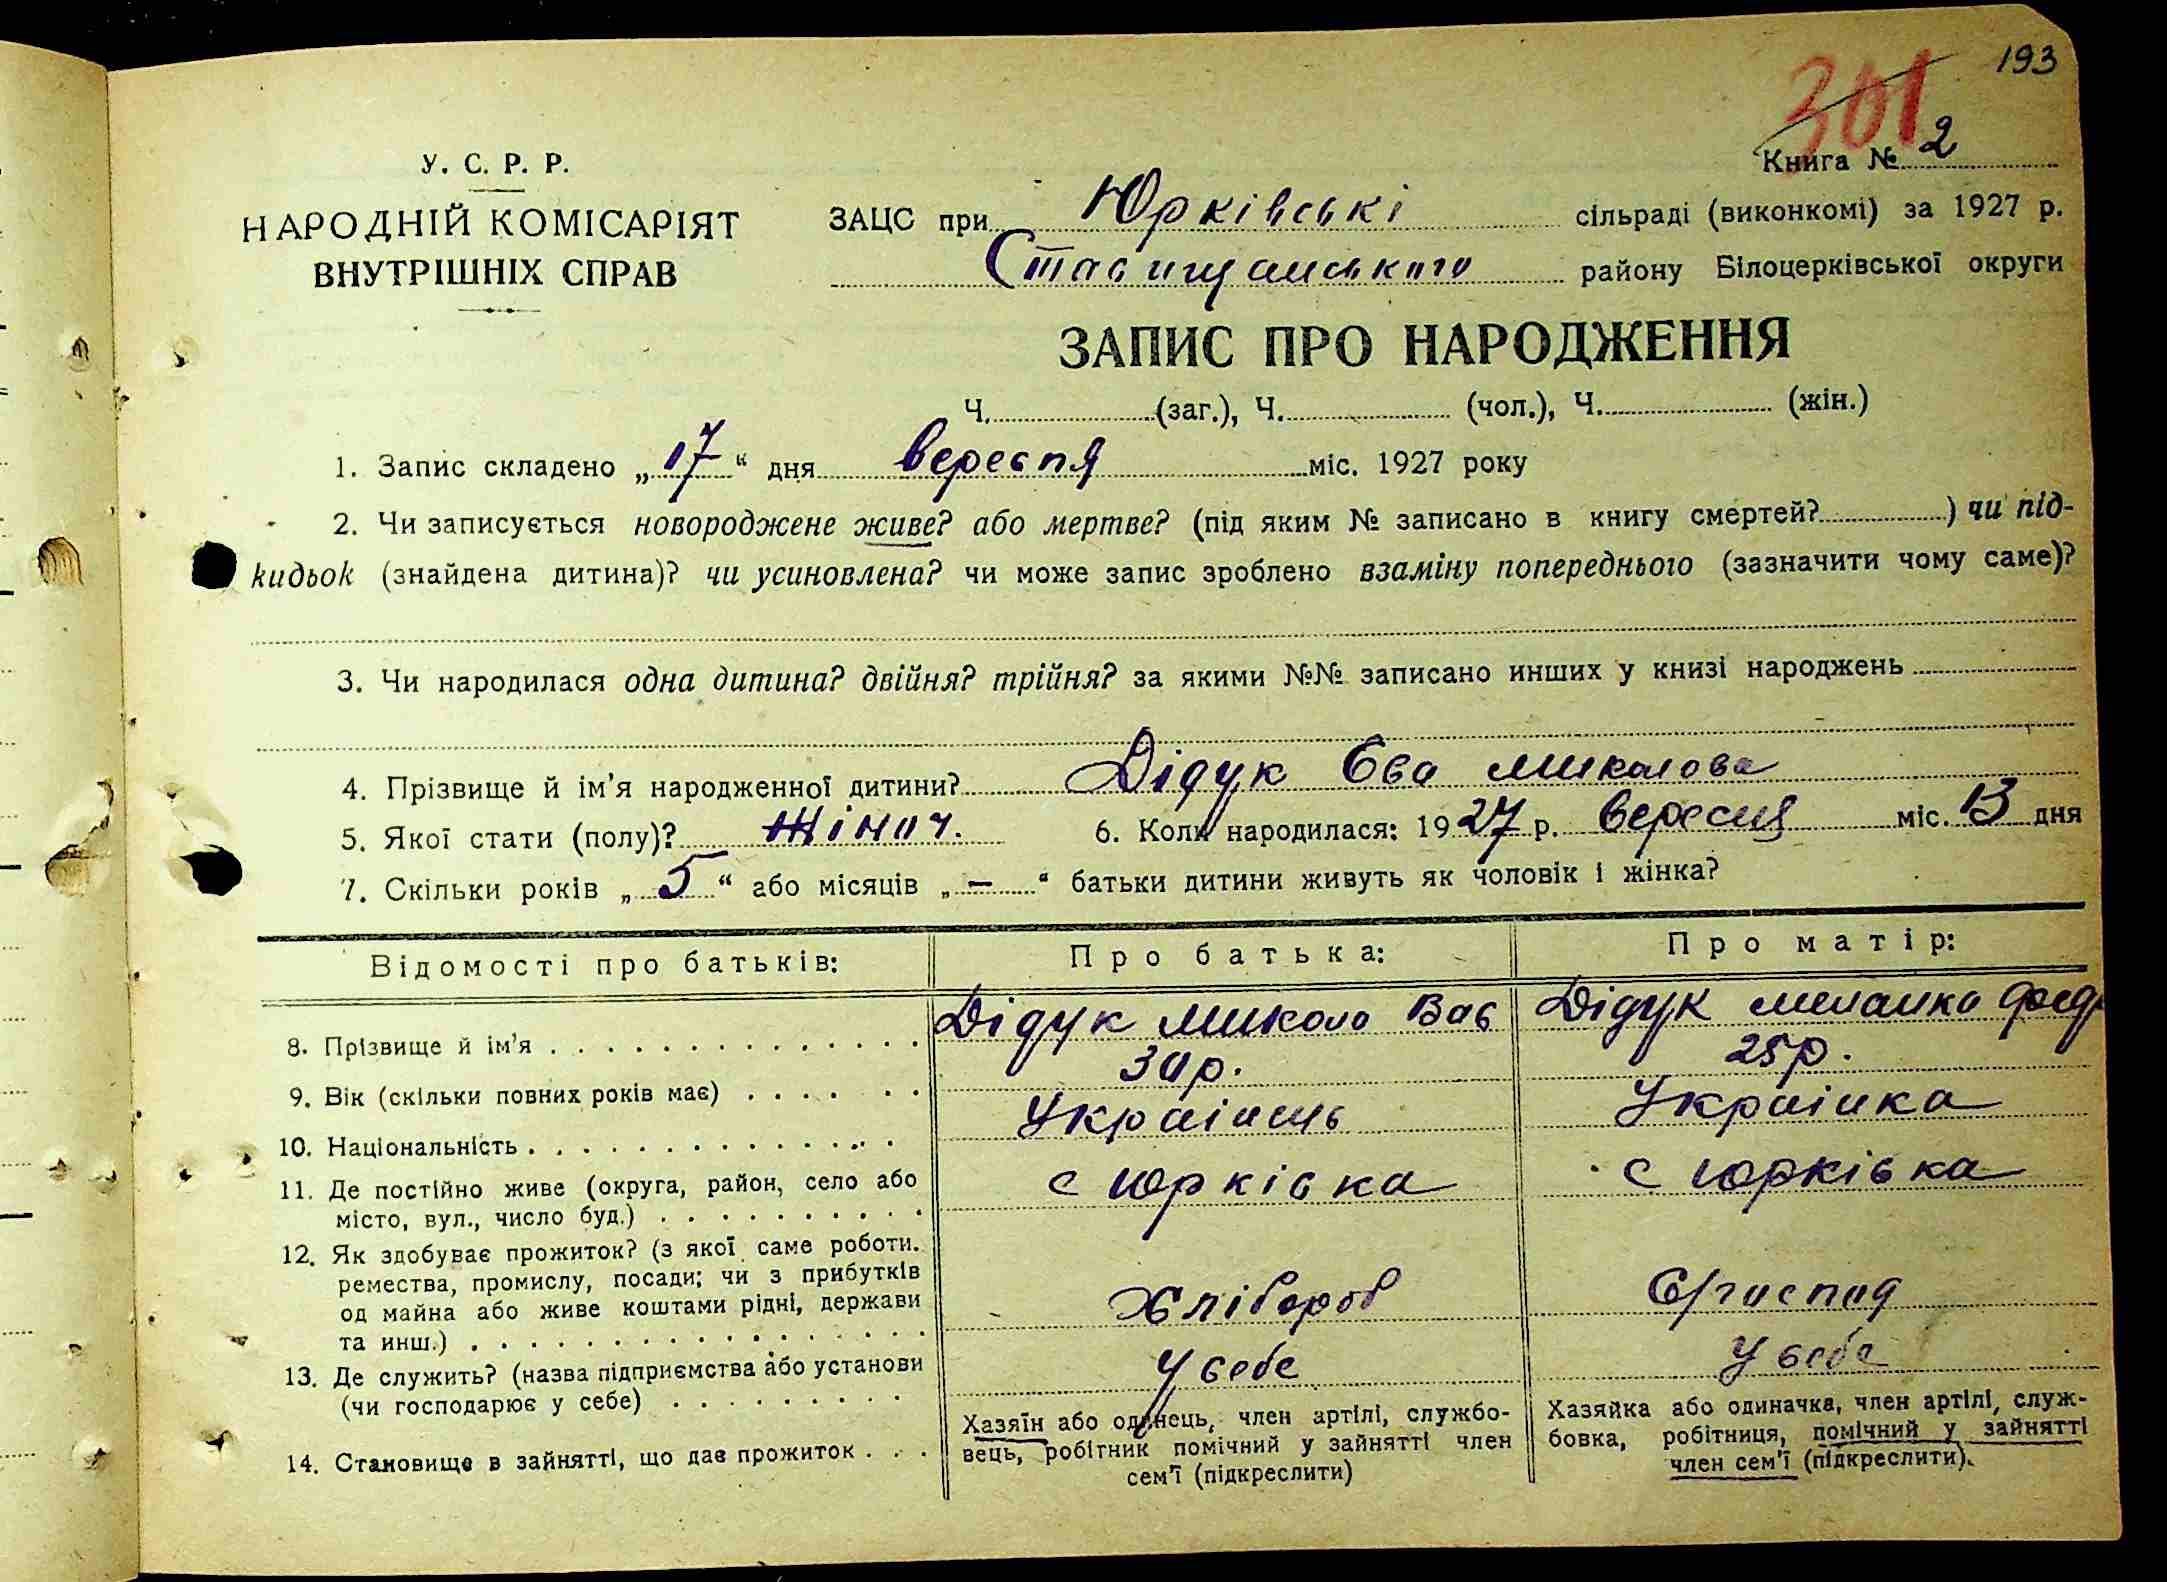 193
301
Книга № 2
У. С. Р. Р.
НАРОДНІЙ КОМІСАРІЯТ
ВНУТРІШНІХ СПРАВ
ЗАЦС при Юрківські сільраді (виконкомі) за 1927 р.
Ставищанського району Білоцерківської округи
ЗАПИС ПРО НАРОДЖЕННЯ
Ч. (заг.), Ч. (чол.), Ч. (жін.)
1. Запис складено „17“ дня вересня міс. 1927 року
2. Чи записується новороджене живе? або мертве? (під яким № записано в книгу смертей? ) чи під-
кидьок (знайдена дитина)? чи усиновлена? чи може запис зроблено взаміну попереднього (зазначити чому саме)?
3. Чи народилася одна дитина? двійня? трійня? за якими №№ записано инших у книзі народжень
4. Прізвище й ім’я народженної дитини? Дідук Єва миколова
5. Якої стати (полу)? жіноч. 6. Коли народилася: 1927 р. вересця міс. 13 дня
7. Скільки років „5“ або місяців „—“ батьки дитини живуть як чоловік і жінка?
Відомості про батьків: Про батька: Про матір:
8. Прізвище й ім’я Дідук микола Вас Дідук меланка Федр
9. Вік (скільки повних років має) 30р. 25р.
10. Національність Українець Українка
11. Де постійно живе (округа, район, село або
місто, вул., число буд.) с Юрківка с Юрківка
12. Як здобуває прожиток? (з якої саме роботи.
ремества, промислу, посади; чи з прибутків
од майна або живе коштами рідні, держави
та инш.) Хлібороб
13. Де служить? (назва підприємства або установи
(чи господарює у себе) у себе у себе
14. Становище в зайнятті, що дає прожиток
Хазяїн або одинець, член артілі, службо-
вець, робітник помічний у зайнятті член
сем’ї (підкреслити)
Хазяйка або одиначка, член артілі, служ-
бовка, робітниця, помічний у зайнятті
член сем’ї (підкреслити).